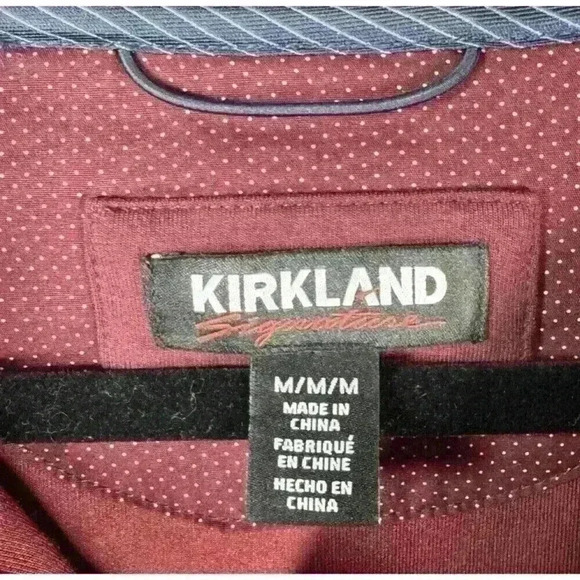 KIRKLAND
Signature
M/M/M
MADE IN
CHINA
FABRIQUÉ
EN CHINE
HECHO EN
CHINA